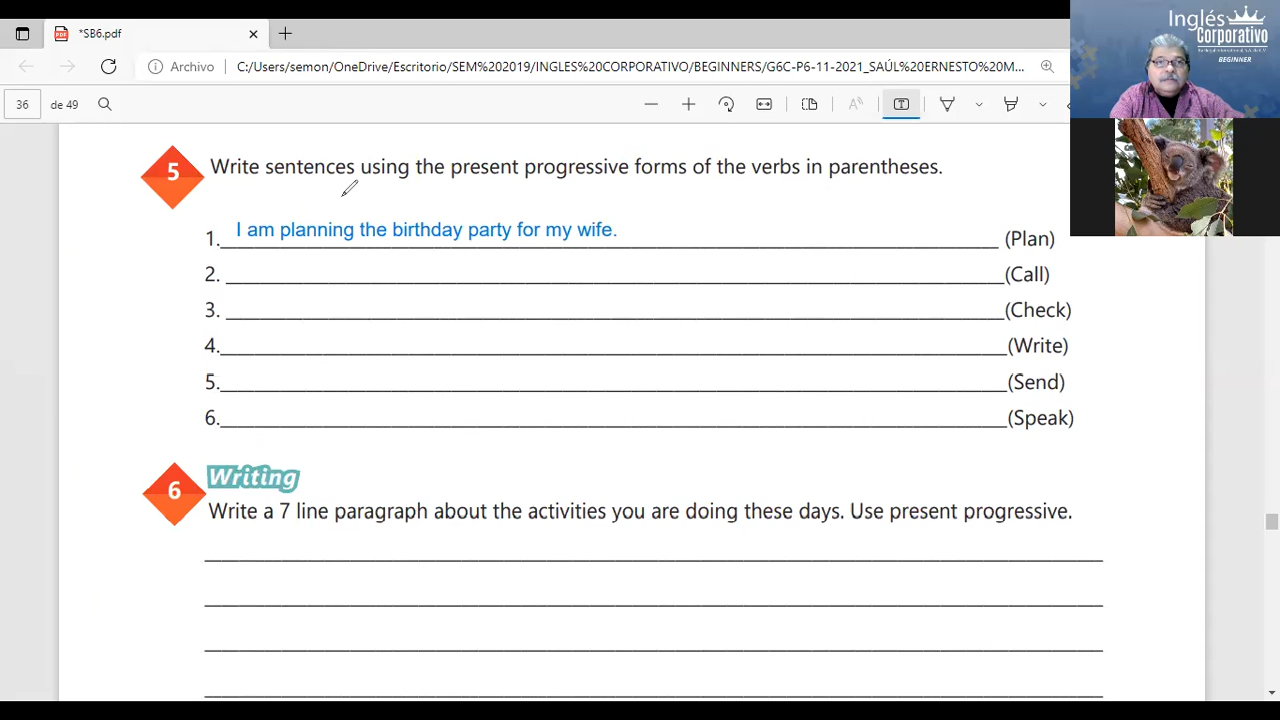 *SB6.pdf
Archivo
C:/Users/semon/OneDrive/Escritorio/SEM%202019/INGLES%20CORPORATIVO/BEGINNERS/G6C-P6-11-2021_SAÚL%20ERNESTO%20M...
36 de 49
Inglés
Corporativo
BEGINNER
5 Write sentences using the present progressive forms of the verbs in parentheses.
1. I am planning the birthday party for my wife. (Plan)
2. (Call)
3. (Check)
4. (Write)
5. (Send)
6. (Speak)
6 Writing
Write a 7 line paragraph about the activities you are doing these days. Use present progressive.